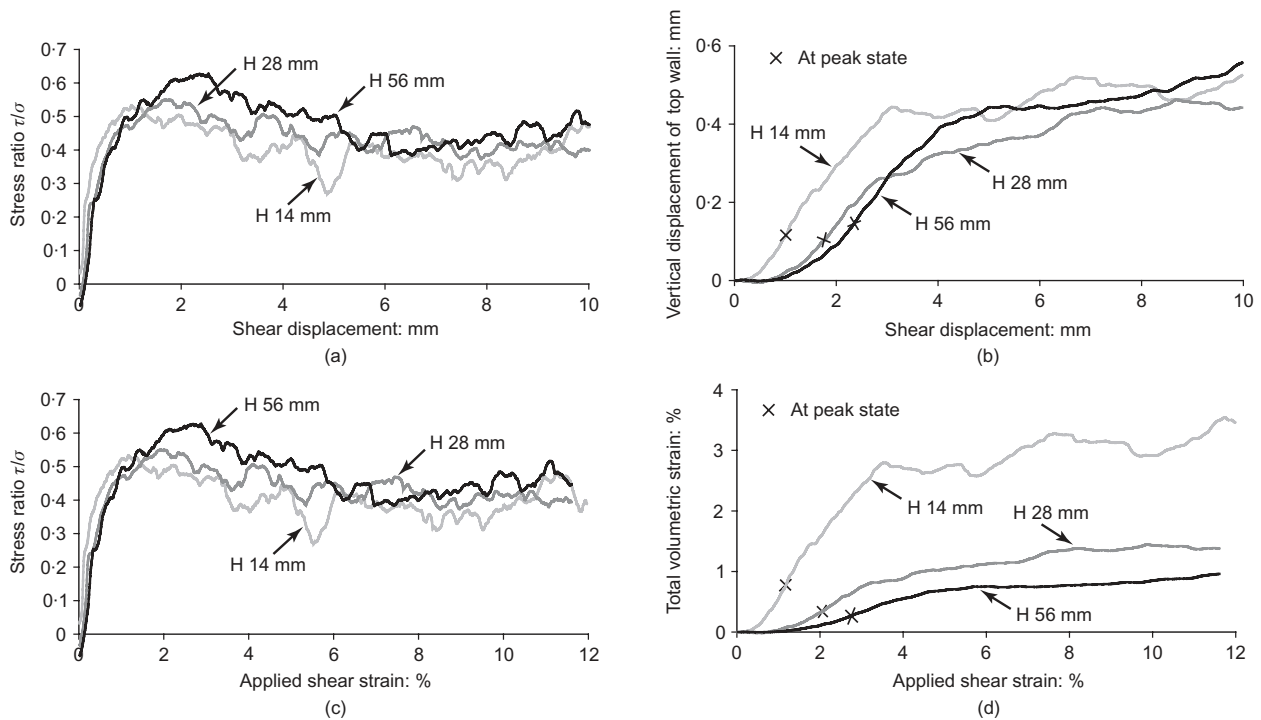 (a)
Stress ratio τ/σ
0·7
0·6
0·5
0·4
0·3
0·2
0·1
0
0 2 4 6 8 10
H 28 mm
H 56 mm
H 14 mm
Shear displacement: mm
(b)
Vertical displacement of top wall: mm
0·6
0·4
0·2
0
0 2 4 6 8 10
At peak state
H 14 mm
H 28 mm
H 56 mm
Shear displacement: mm
(c)
Stress ratio τ/σ
0·7
0·6
0·5
0·4
0·3
0·2
0·1
0
0 2 4 6 8 10 12
H 56 mm
H 28 mm
H 14 mm
Applied shear strain: %
(d)
Total volumetric strain: %
4
3
2
1
0
0 2 4 6 8 10 12
At peak state
H 14 mm
H 28 mm
H 56 mm
Applied shear strain: %